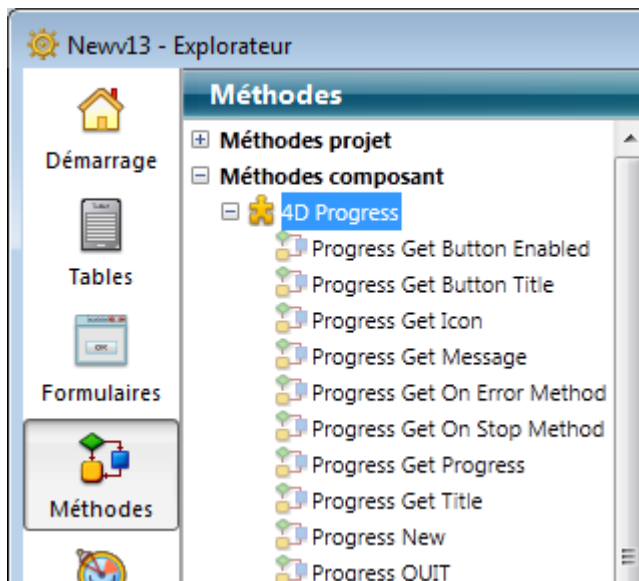 Newv13 - Explorateur
Démarrage
Tables
Formulaires
Méthodes
Méthodes
Méthodes projet
Méthodes composant
4D Progress
Progress Get Button Enabled
Progress Get Button Title
Progress Get Icon
Progress Get Message
Progress Get On Error Method
Progress Get On Stop Method
Progress Get Progress
Progress Get Title
Progress New
Progress QUIT